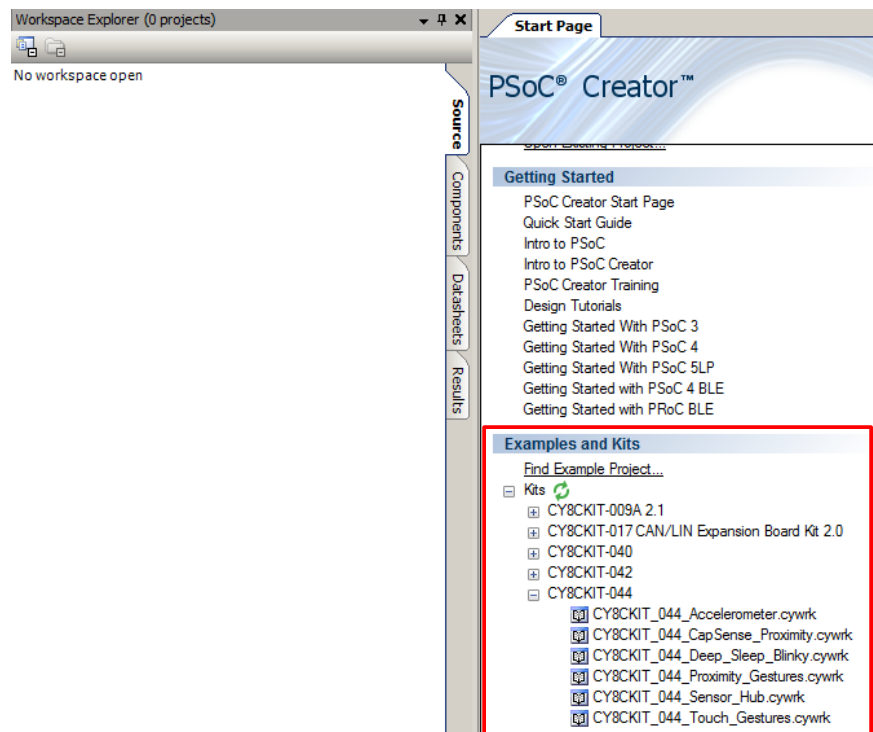 Workspace Explorer (0 projects)
No workspace open
Source
Components
Datasheets
Results
Start Page
PSoC® Creator™
Open Existing Project...
Getting Started
PSoC Creator Start Page
Quick Start Guide
Intro to PSoC
Intro to PSoC Creator
PSoC Creator Training
Design Tutorials
Getting Started With PSoC 3
Getting Started With PSoC 4
Getting Started With PSoC 5LP
Getting Started with PSoC 4 BLE
Getting Started with PRoC BLE
Examples and Kits
Find Example Project...
Kits
CY8CKIT-009A 2.1
CY8CKIT-017 CAN/LIN Expansion Board Kit 2.0
CY8CKIT-040
CY8CKIT-042
CY8CKIT-044
CY8CKIT_044_Accelerometer.cywrk
CY8CKIT_044_CapSense_Proximity.cywrk
CY8CKIT_044_Deep_Sleep_Blinky.cywrk
CY8CKIT_044_Proximity_Gestures.cywrk
CY8CKIT_044_Sensor_Hub.cywrk
CY8CKIT_044_Touch_Gestures.cywrk